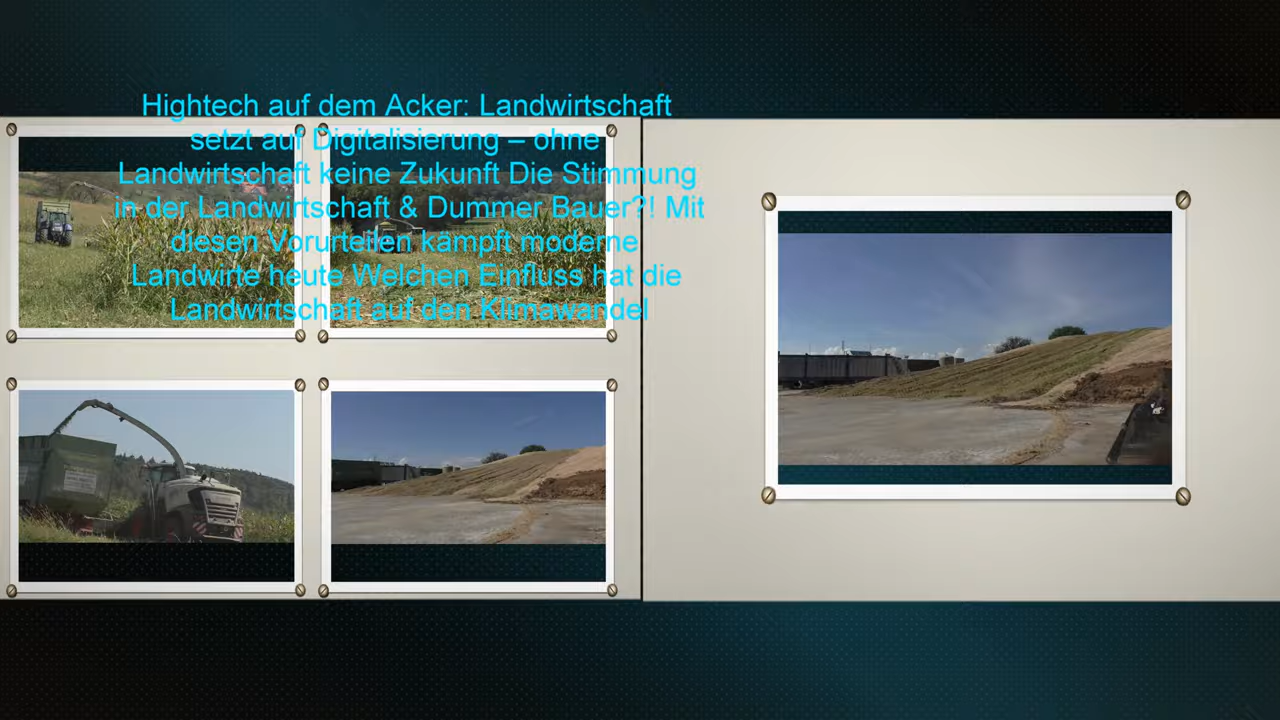 Hightech auf dem Acker: Landwirtschaft
setzt auf Digitalisierung – ohne
Landwirtschaft keine Zukunft Die Stimmung
in der Landwirtschaft & Dummer Bauer?! Mit
diesen Vorurteilen kämpft moderne
Landwirte heute Welchen Einfluss hat die
Landwirtschaft auf den Klimawandel